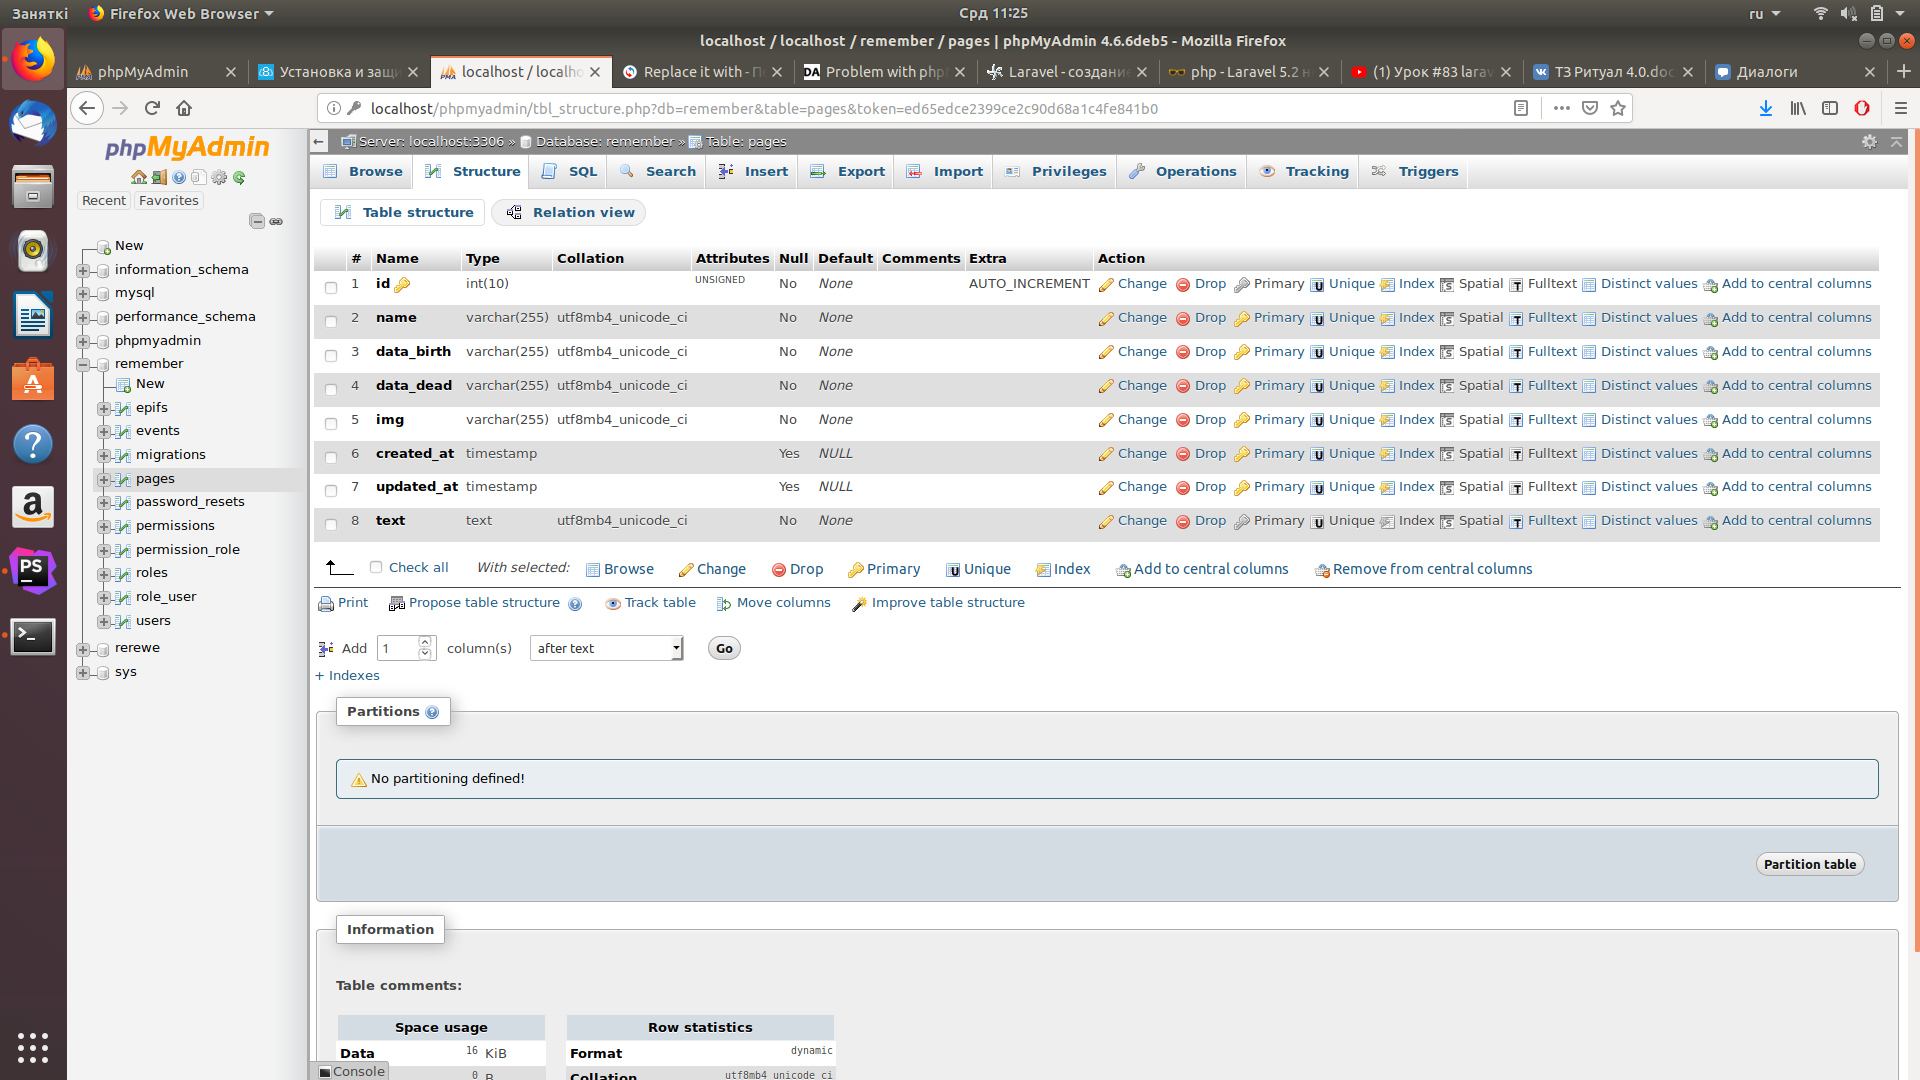 Заняткі Firefox Web Browser Срд 11:25 ru
localhost / localhost / remember / pages | phpMyAdmin 4.6.6deb5 - Mozilla Firefox
phpMyAdmin Установка и защи localhost / localho Replace it with - П Problem with php Laravel - создание php - Laravel 5.2 н (1) Урок #83 larav ТЗ Ритуал 4.0.doc Диалоги
localhost/phpmyadmin/tbl_structure.php?db=remember&table=pages&token=ed65edce2399ce2c90d68a1c4fe841b0
phpMyAdmin
Recent Favorites
New
information_schema
mysql
performance_schema
phpmyadmin
remember
New
epifs
events
migrations
pages
password_resets
permissions
permission_role
roles
role_user
users
rerewe
sys
Server: localhost:3306 » Database: remember » Table: pages
Browse Structure SQL Search Insert Export Import Privileges Operations Tracking Triggers
Table structure Relation view
# Name Type Collation Attributes Null Default Comments Extra Action
1 id int(10) UNSIGNED No None AUTO_INCREMENT Change Drop Primary Unique Index Spatial Fulltext Distinct values Add to central columns
2 name varchar(255) utf8mb4_unicode_ci No None Change Drop Primary Unique Index Spatial Fulltext Distinct values Add to central columns
3 data_birth varchar(255) utf8mb4_unicode_ci No None Change Drop Primary Unique Index Spatial Fulltext Distinct values Add to central columns
4 data_dead varchar(255) utf8mb4_unicode_ci No None Change Drop Primary Unique Index Spatial Fulltext Distinct values Add to central columns
5 img varchar(255) utf8mb4_unicode_ci No None Change Drop Primary Unique Index Spatial Fulltext Distinct values Add to central columns
6 created_at timestamp Yes NULL Change Drop Primary Unique Index Spatial Fulltext Distinct values Add to central columns
7 updated_at timestamp Yes NULL Change Drop Primary Unique Index Spatial Fulltext Distinct values Add to central columns
8 text text utf8mb4_unicode_ci No None Change Drop Primary Unique Index Spatial Fulltext Distinct values Add to central columns
Check all With selected: Browse Change Drop Primary Unique Index Add to central columns Remove from central columns
Print Propose table structure Track table Move columns Improve table structure
Add 1 column(s) after text Go
+ Indexes
Partitions
No partitioning defined!
Partition table
Information
Table comments:
Space usage Row statistics
Data 16 KiB Format dynamic
0 B Collation utf8mb4_unicode_ci
Console